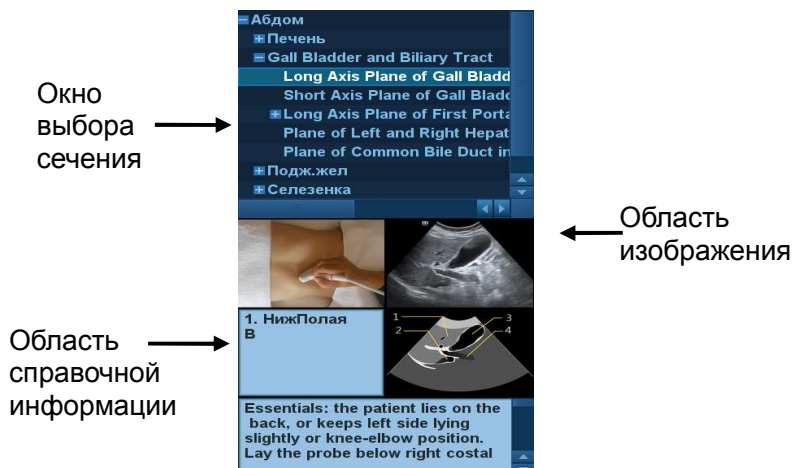 Абдом
Печень
Gall Bladder and Biliary Tract
Long Axis Plane of Gall Bladd
Short Axis Plane of Gall Bladd
Long Axis Plane of First Porta
Plane of Left and Right Hepat
Plane of Common Bile Duct in
Подж.жел
Селезенка
Окно
выбора
сечения
Область
изображения
1. НижПолая
В
1
2
3
4
Область
справочной
информации
Essentials: the patient lies on the
back, or keeps left side lying
slightly or knee-elbow position.
Lay the probe below right costal